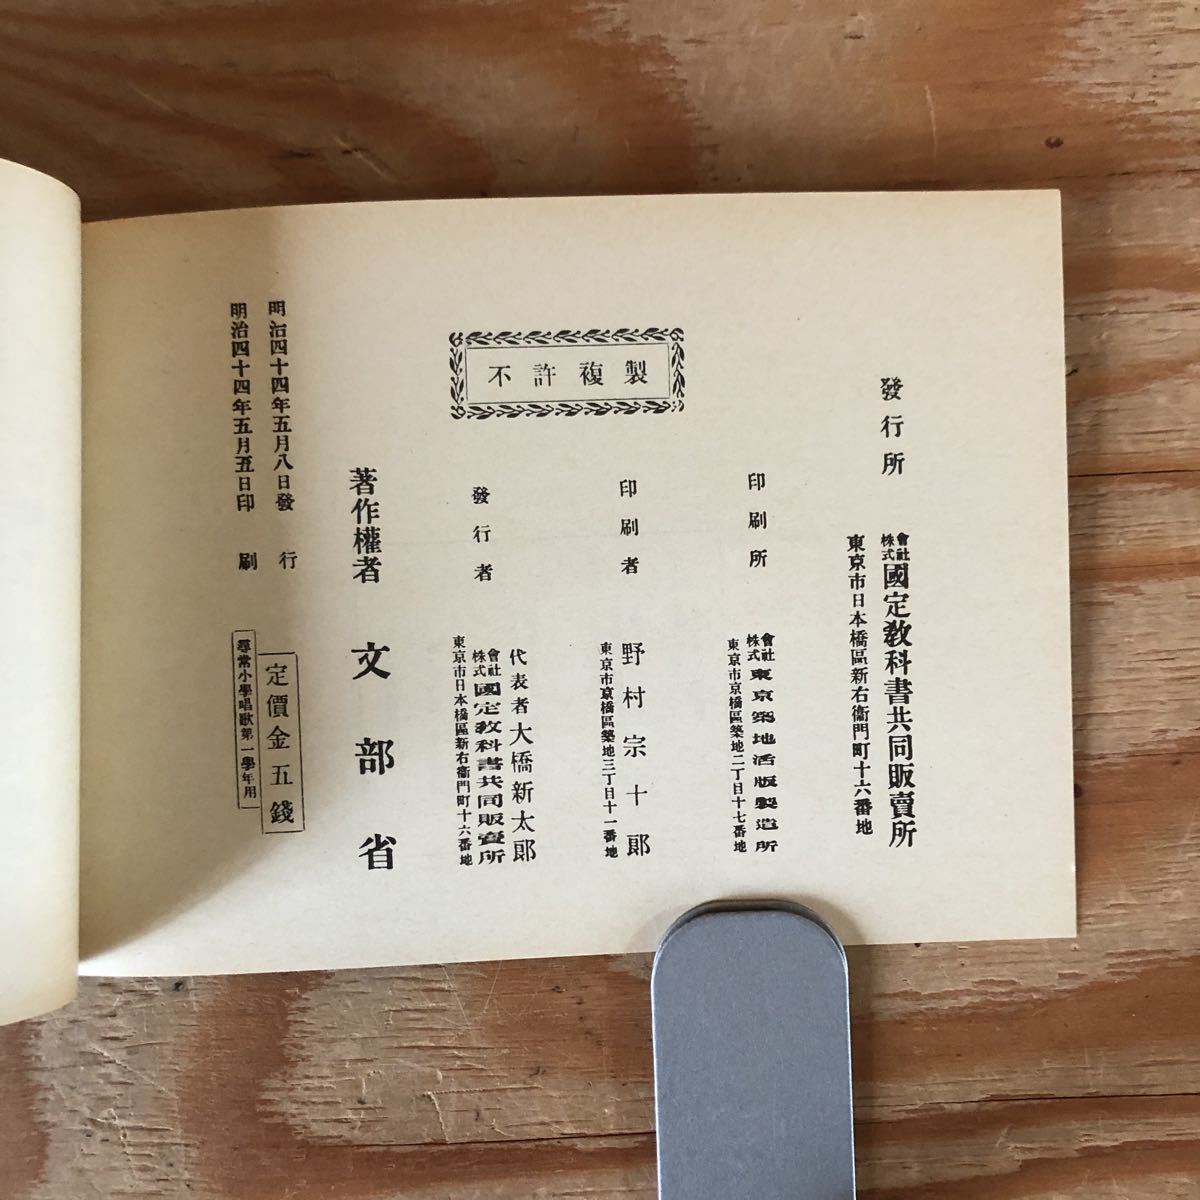 明治四十四年五月五日印刷
明治四十四年五月八日發行
尋常小學唱歌第一學年用
定價金五錢
著作權者 文部省
不許複製
發行者
東京市日本橋區新右衞門町十六番地
株式會社國定敎科書共同販賣所
代表者大橋新太郎
印刷者
東京市京橋區築地三丁目十一番地
野村宗十郎
印刷所
東京市京橋區築地二丁目十七番地
株式會社東京築地活版製造所
發行所
東京市日本橋區新右衞門町十六番地
株式會社國定敎科書共同販賣所